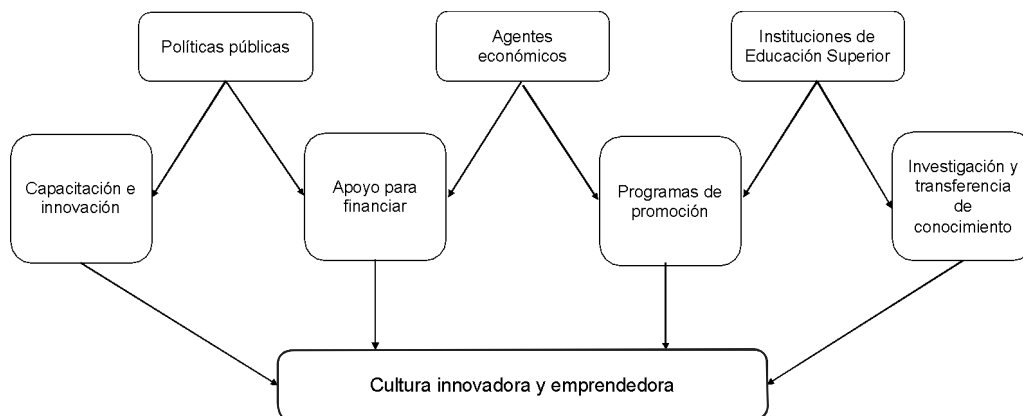 Políticas públicas
Agentes
económicos
Instituciones de
Educación Superior
Capacitación e
innovación
Apoyo para
financiar
Programas de
promoción
Investigación y
transferencia
de
conocimiento
Cultura innovadora y emprendedora